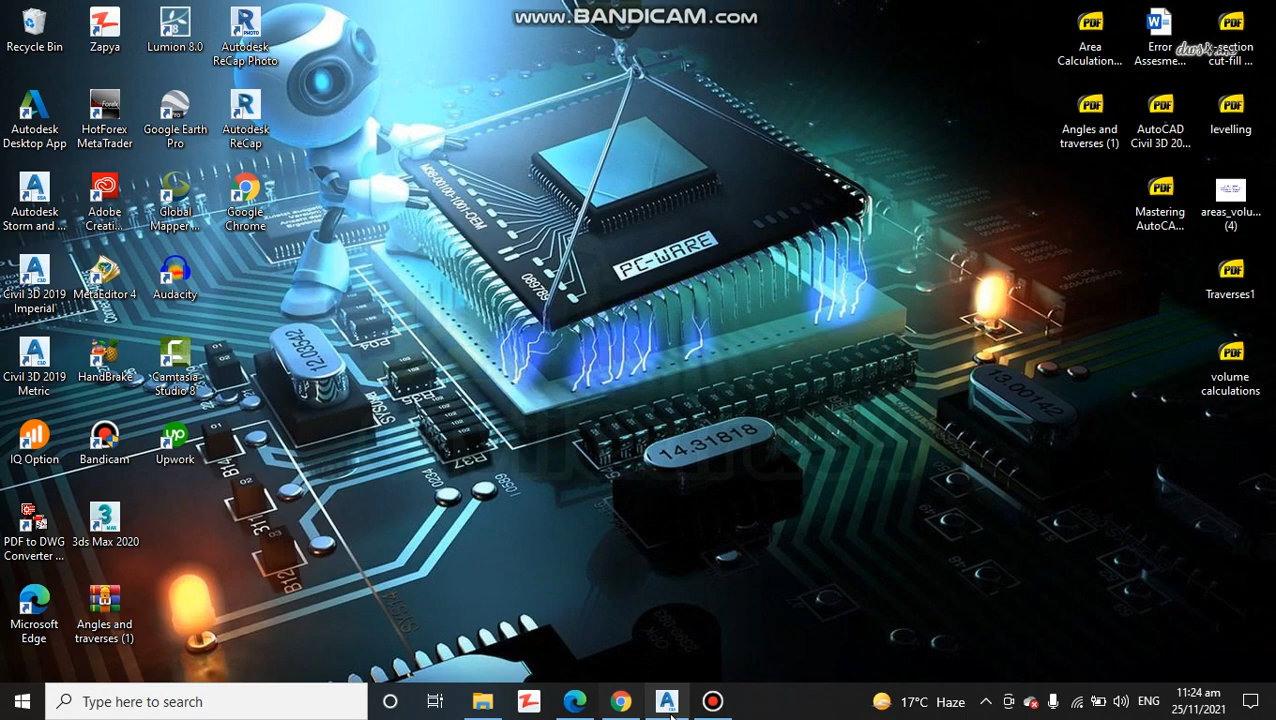 www.BANDICAM.com
Recycle Bin
Zapya
Lumion 8.0
Autodesk
ReCap Photo
Area
Calculation...
Error
Assesme...
section
cut-fill ...
Autodesk
Desktop App
HotForex
MetaTrader
Google Earth
Pro
Autodesk
ReCap
Angles and
traverses (1)
AutoCAD
Civil 3D 20...
levelling
Autodesk
Storm and ...
Adobe
Creati...
Global
Mapper ...
Google
Chrome
Mastering
AutoCA...
areas_volu...
(4)
Civil 3D 2019
Imperial
MetaEditor 4
Audacity
Traverses1
Civil 3D 2019
Metric
HandBrake
Camtasia
Studio 8
volume
calculations
IQ Option
Bandicam
Upwork
PDF to DWG
Converter ...
3ds Max 2020
Microsoft
Edge
Angles and
traverses (1)
PC-WARE
14.31818
13.00142
Type here to search
17°C Haze
ENG
11:24 am
25/11/2021